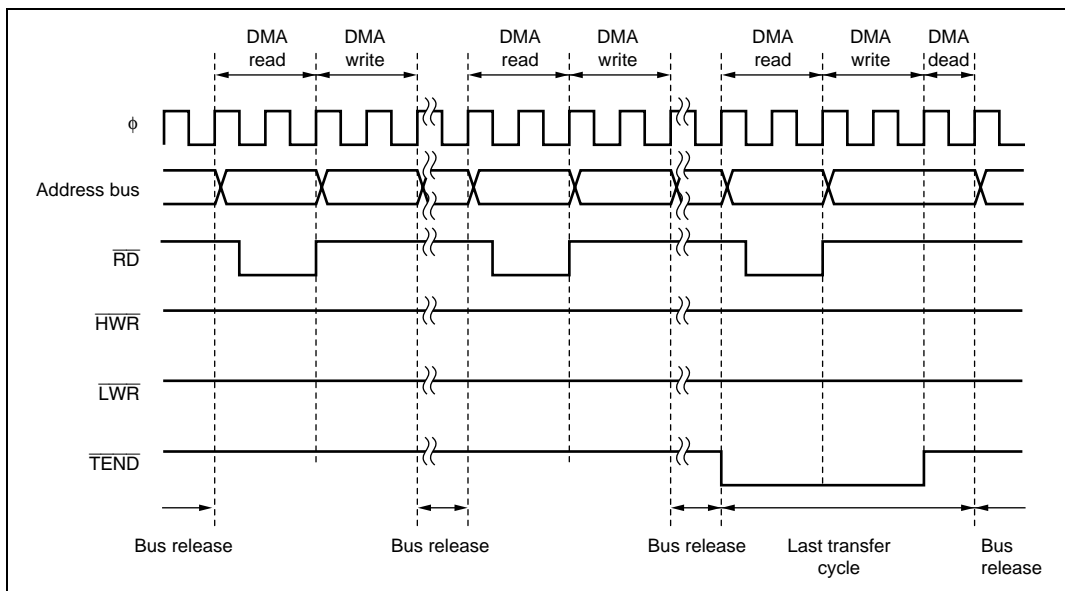 DMA read
DMA write
DMA read
DMA write
DMA read
DMA write
DMA dead
φ
Address bus
RD
HWR
LWR
TEND
Bus release
Bus release
Bus release
Last transfer cycle
Bus release